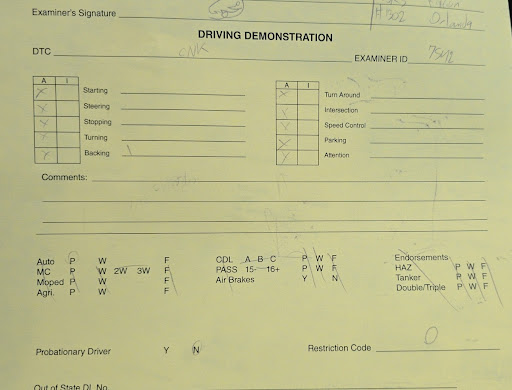 Examiner's Signature
# 502 Orlando
DRIVING DEMONSTRATION
DTC EXAMINER ID
A I A I
X Starting X Turn Around
X Steering X Intersection
X Stopping X Speed Control
X Turning X Parking
X Backing X Attention
Comments:
Auto P W F CDL A B C P W F Endorsements
MC P W 2W 3W F PASS 15- 16+ P W F HAZ P W F
Moped P W F Air Brakes Y N Tanker P W F
Agri. P W F Double/Triple P W F
Probationary Driver Y N Restriction Code 0
Out of State DL No.